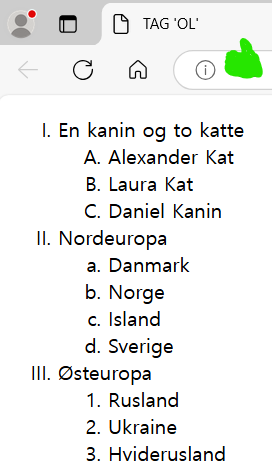 TAG 'OL'
I. En kanin og to katte
A. Alexander Kat
B. Laura Kat
C. Daniel Kanin
II. Nordeuropa
a. Danmark
b. Norge
c. Island
d. Sverige
III. Østeuropa
1. Rusland
2. Ukraine
3. Hviderusland